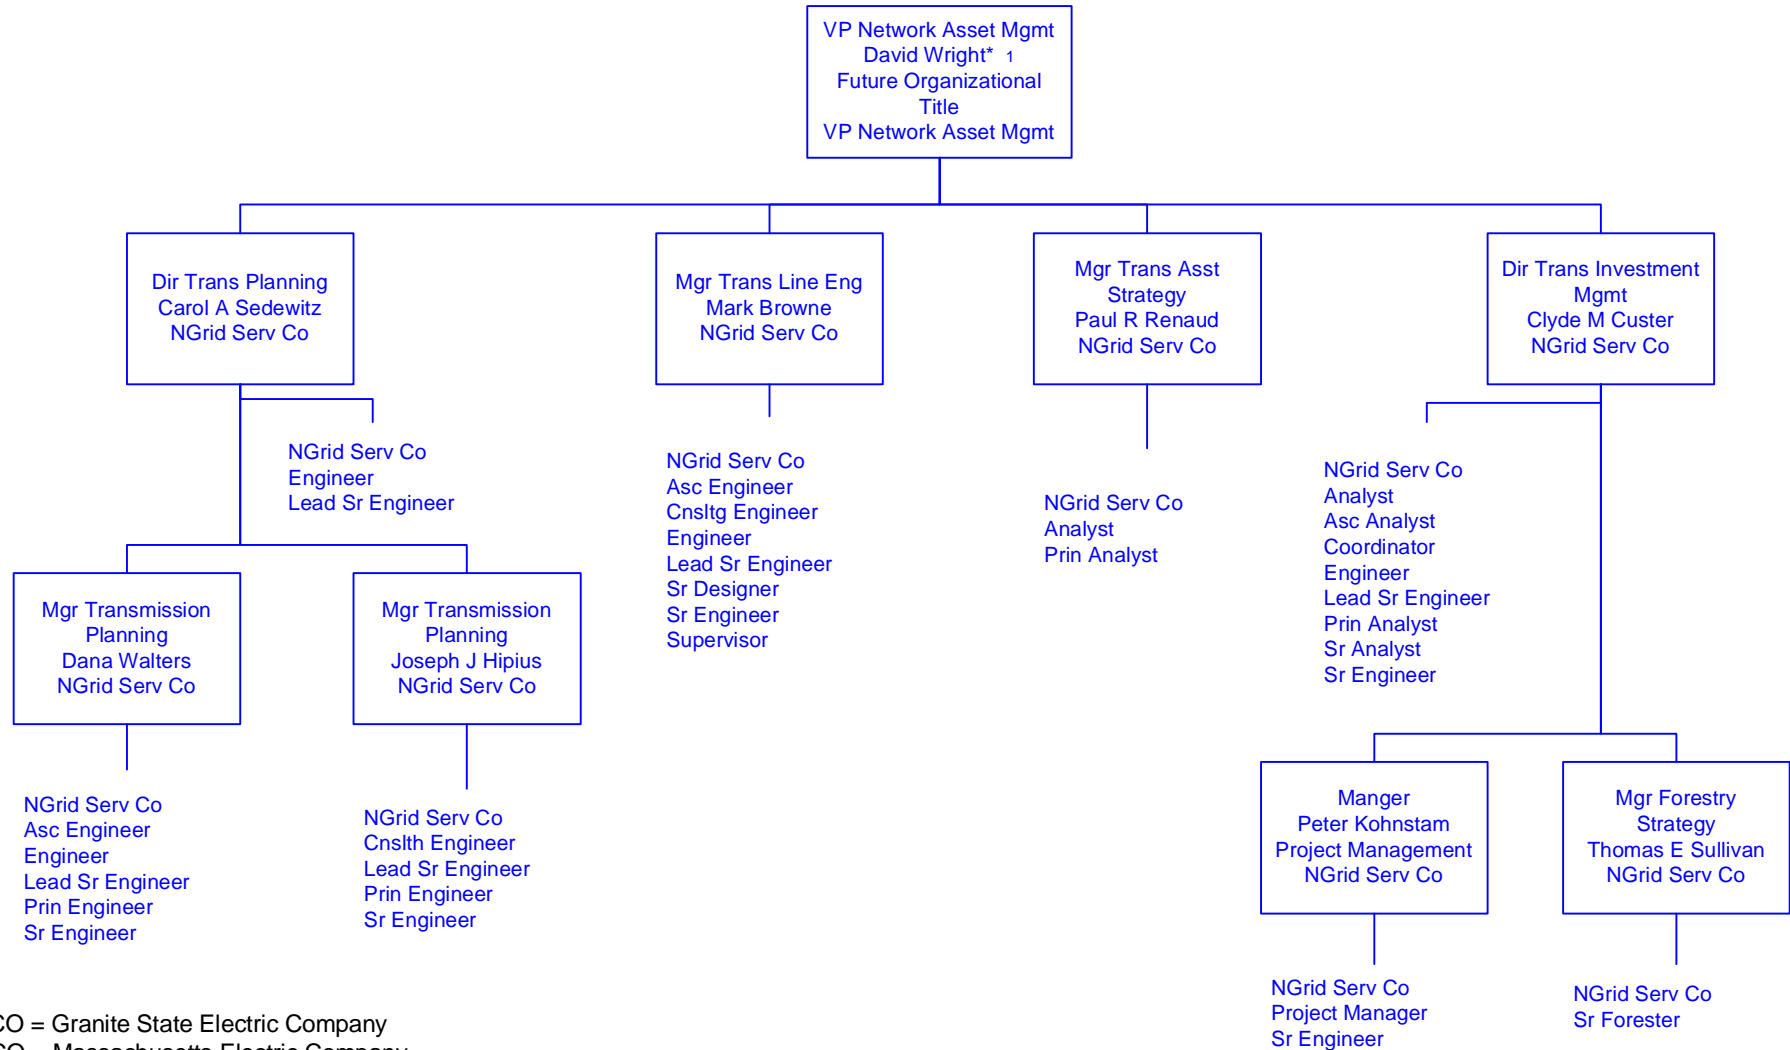 VP Network Asset Mgmt
David Wright* 1
Future Organizational
Title
VP Network Asset Mgmt
Dir Trans Planning
Carol A Sedewitz
NGrid Serv Co
Mgr Trans Line Eng
Mark Browne
NGrid Serv Co
Mgr Trans Asst
Strategy
Paul R Renaud
NGrid Serv Co
Dir Trans Investment
Mgmt
Clyde M Custer
NGrid Serv Co
NGrid Serv Co
Engineer
Lead Sr Engineer
NGrid Serv Co
Asc Engineer
Cnsltg Engineer
Engineer
Lead Sr Engineer
Sr Designer
Sr Engineer
Supervisor
NGrid Serv Co
Analyst
Prin Analyst
NGrid Serv Co
Analyst
Asc Analyst
Coordinator
Engineer
Lead Sr Engineer
Prin Analyst
Sr Analyst
Sr Engineer
Mgr Transmission
Planning
Dana Walters
NGrid Serv Co
Mgr Transmission
Planning
Joseph J Hipius
NGrid Serv Co
NGrid Serv Co
Asc Engineer
Engineer
Lead Sr Engineer
Prin Engineer
Sr Engineer
NGrid Serv Co
Cnslth Engineer
Lead Sr Engineer
Prin Engineer
Sr Engineer
Manger
Peter Kohnstam
Project Management
NGrid Serv Co
Mgr Forestry
Strategy
Thomas E Sullivan
NGrid Serv Co
NGrid Serv Co
Project Manager
Sr Engineer
NGrid Serv Co
Sr Forester
CO = Granite State Electric Company
CO = Massachusetts Electric Company